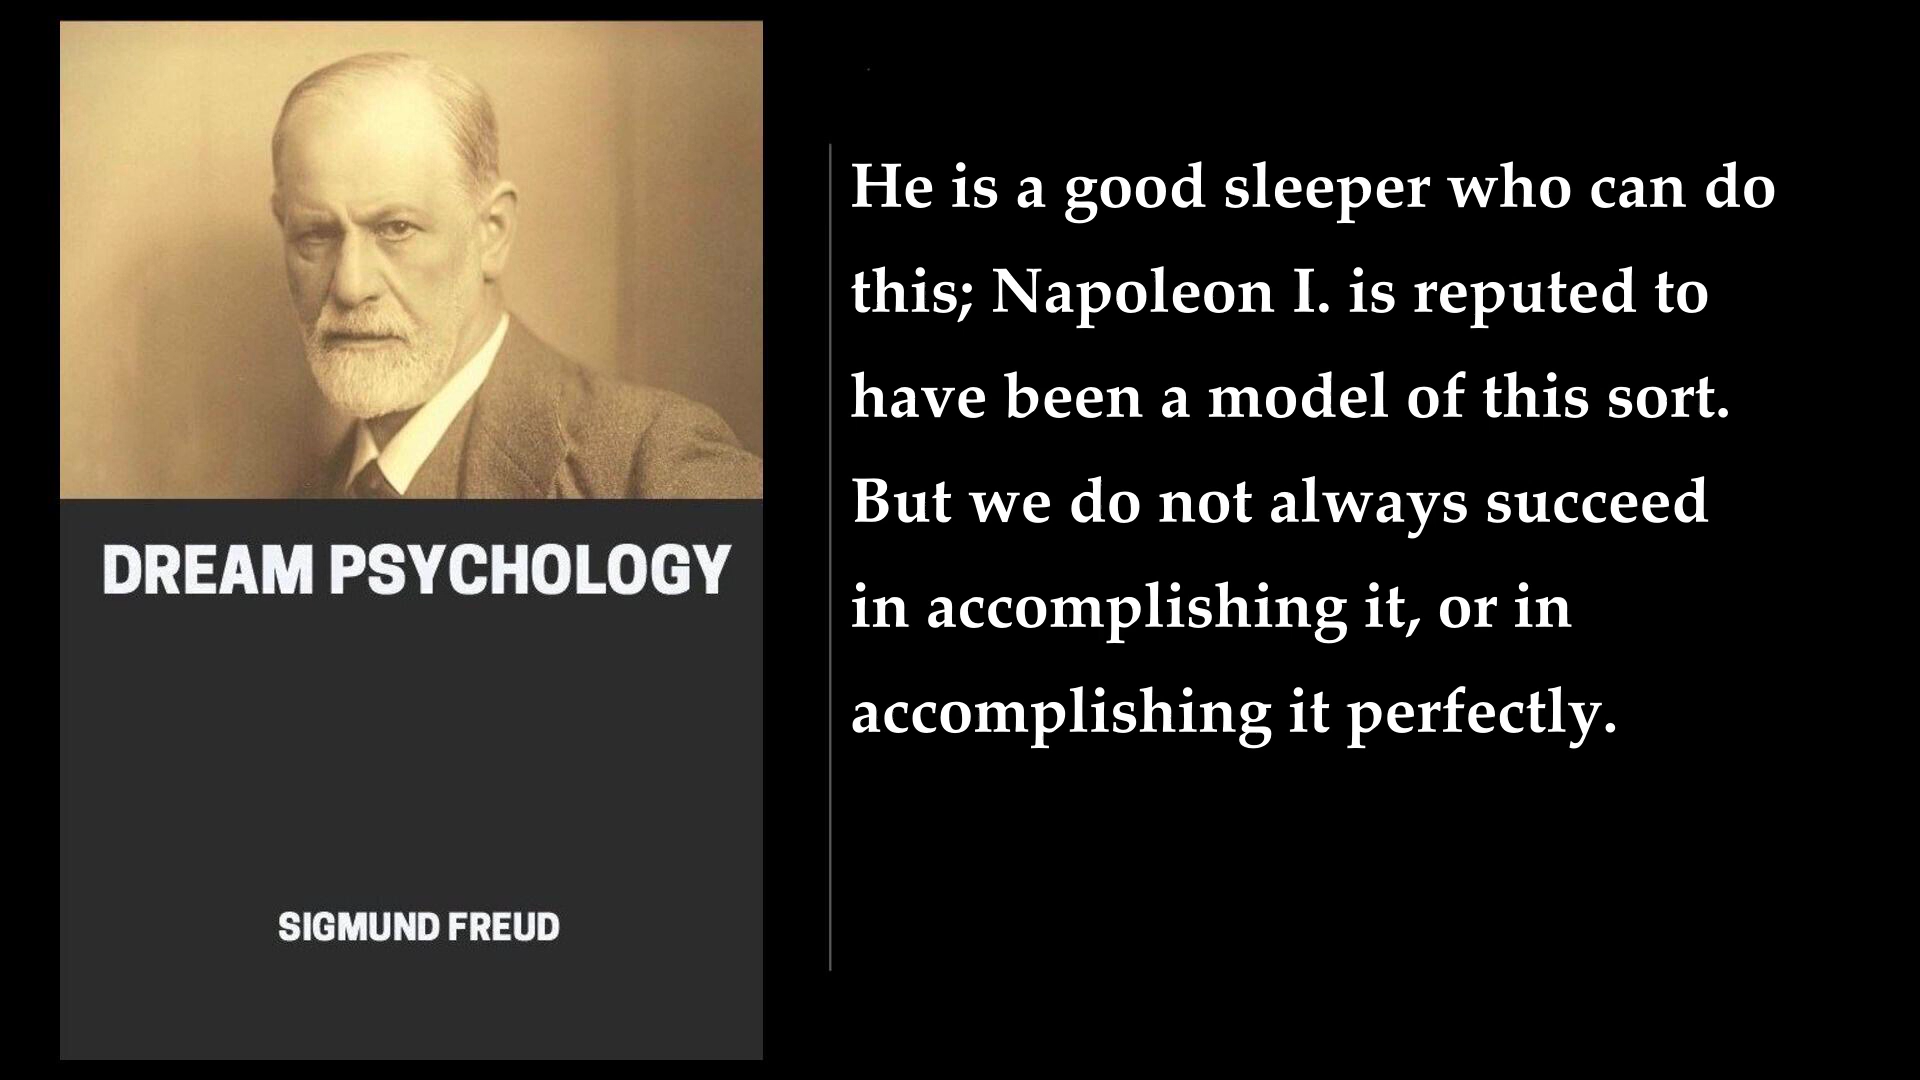 DREAM PSYCHOLOGY
SIGMUND FREUD
He is a good sleeper who can do
this; Napoleon I. is reputed to
have been a model of this sort.
But we do not always succeed
in accomplishing it, or in
accomplishing it perfectly.